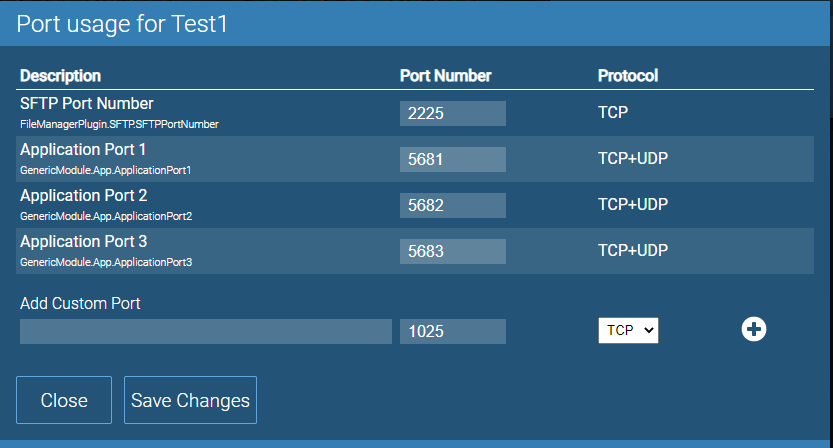 Port usage for Test1
Description Port Number Protocol
SFTP Port Number
FileManagerPlugin.SFTP.SFTPPortNumber
2225 TCP
Application Port 1
GenericModule.App.ApplicationPort1
5681 TCP+UDP
Application Port 2
GenericModule.App.ApplicationPort2
5682 TCP+UDP
Application Port 3
GenericModule.App.ApplicationPort3
5683 TCP+UDP
Add Custom Port
1025 TCP
Close Save Changes